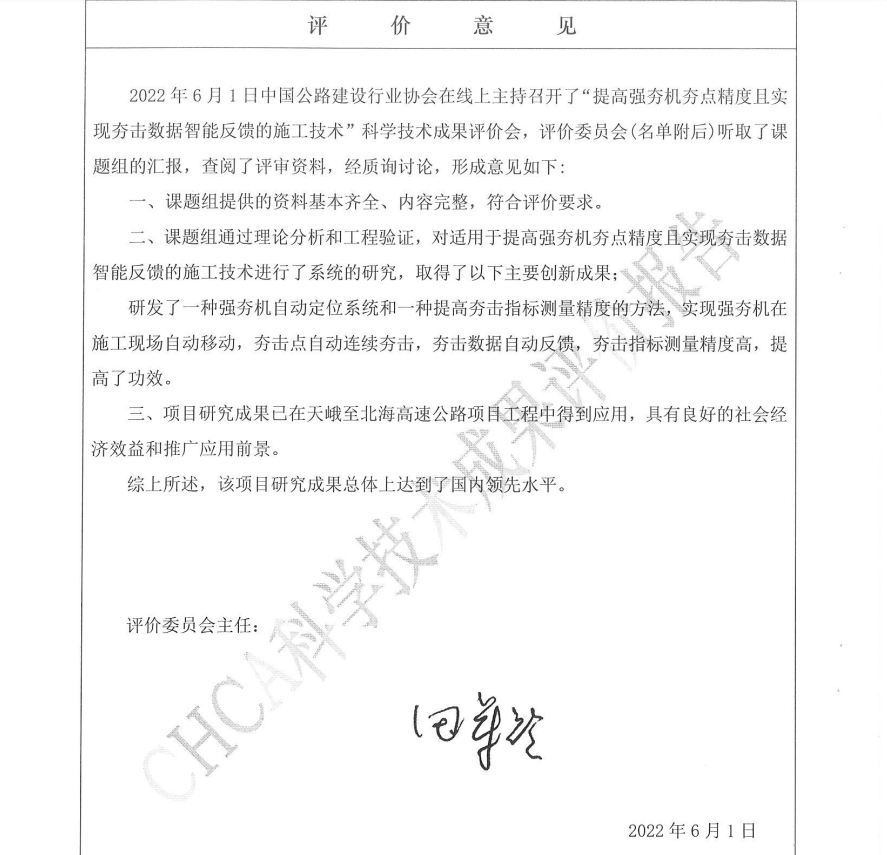 评价意见
2022年6月1日中国公路建设行业协会在线上主持召开了“提高强夯机夯点精度且实
现夯击数据智能反馈的施工技术”科学技术成果评价会，评价委员会(名单附后)听取了课
题组的汇报，查阅了评审资料，经质询讨论，形成意见如下:
一、课题组提供的资料基本齐全、内容完整，符合评价要求。
二、课题组通过理论分析和工程验证，对适用于提高强夯机夯点精度且实现夯击数据
智能反馈的施工技术进行了系统的研究，取得了以下主要创新成果；
研发了一种强夯机自动定位系统和一种提高夯击指标测量精度的方法，实现强夯机在
施工现场自动移动，夯击点自动连续夯击，夯击数据自动反馈，夯击指标测量精度高，提
高了功效。
三、项目研究成果已在天峨至北海高速公路项目工程中得到应用，具有良好的社会经
济效益和推广应用前景。
综上所述，该项目研究成果总体上达到了国内领先水平。
评价委员会主任：
2022年6月1日
CHCA科学技术成果评价报告